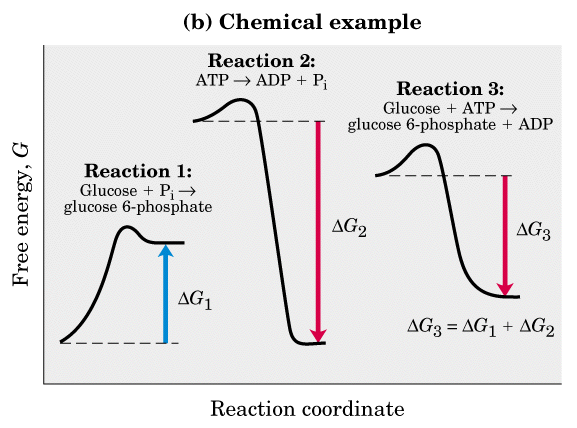 (b) Chemical example
Reaction 2:
ATP → ADP + Pi
Reaction 3:
Glucose + ATP →
glucose 6-phosphate + ADP
Reaction 1:
Glucose + Pi →
glucose 6-phosphate
ΔG1
ΔG2
ΔG3
ΔG3 = ΔG1 + ΔG2
Free energy, G
Reaction coordinate